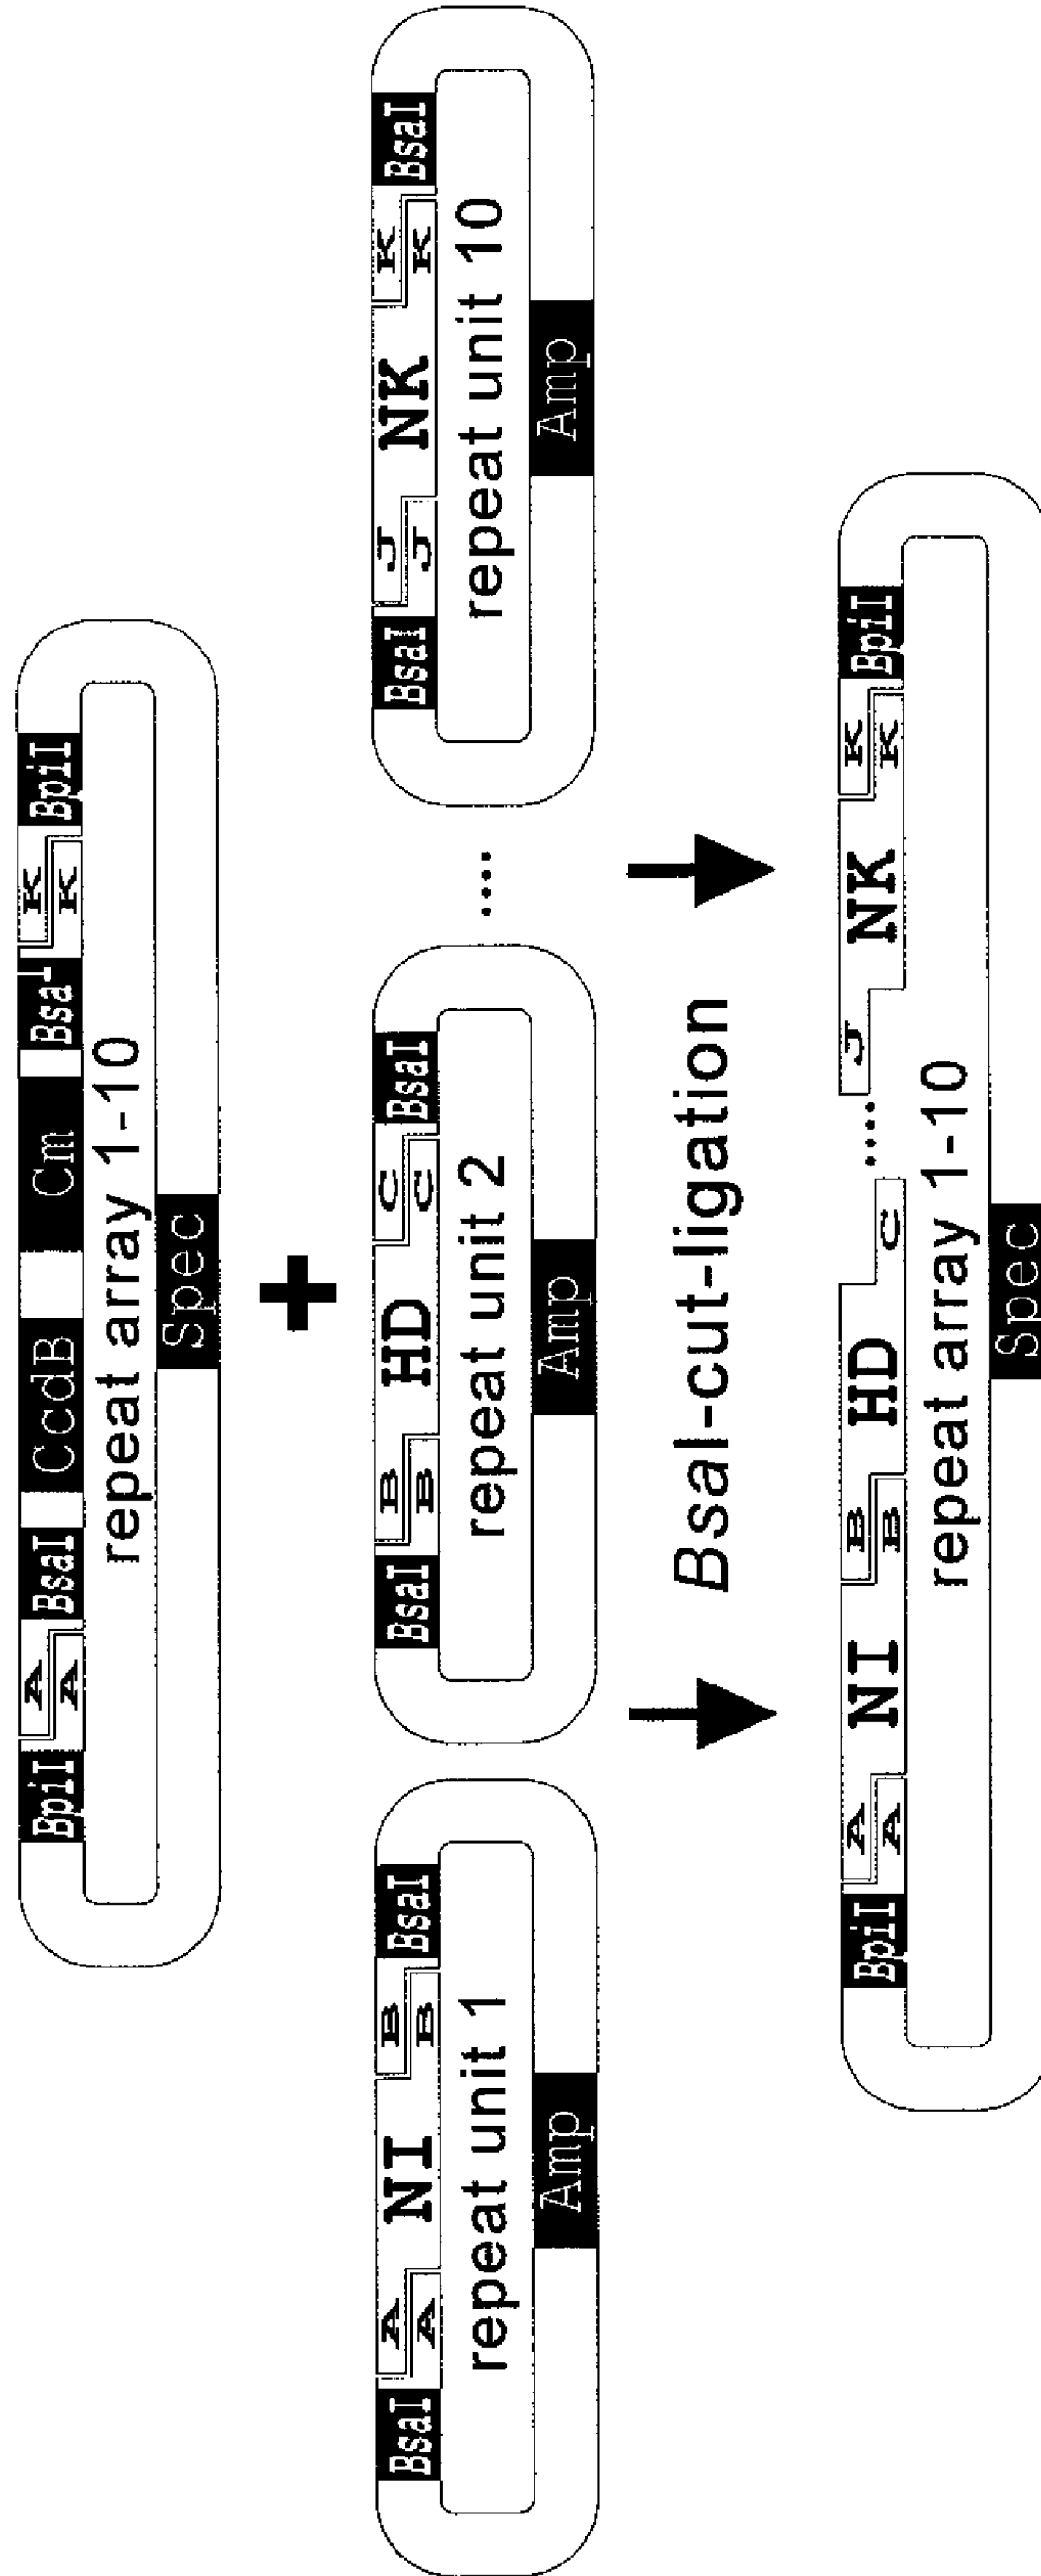 BpiI A A BsaI CcdB Cm BsaI K K BpiI
repeat array 1-10
Spec
+
BsaI A A NI B B BsaI
repeat unit 1
Amp
BsaI B B HD C C BsaI
repeat unit 2
Amp
....
BsaI J J NK K K BsaI
repeat unit 10
Amp
BsaI-cut-ligation
BpiI A A NI B B HD C .... J NK K K BpiI
repeat array 1-10
Spec